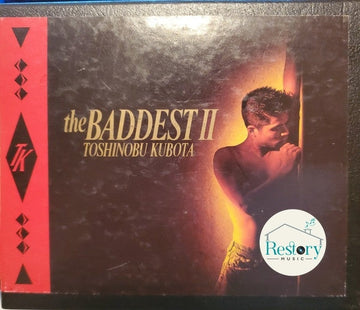 the BADDEST II
TOSHINOBU KUBOTA
TK
Restory
MUSIC